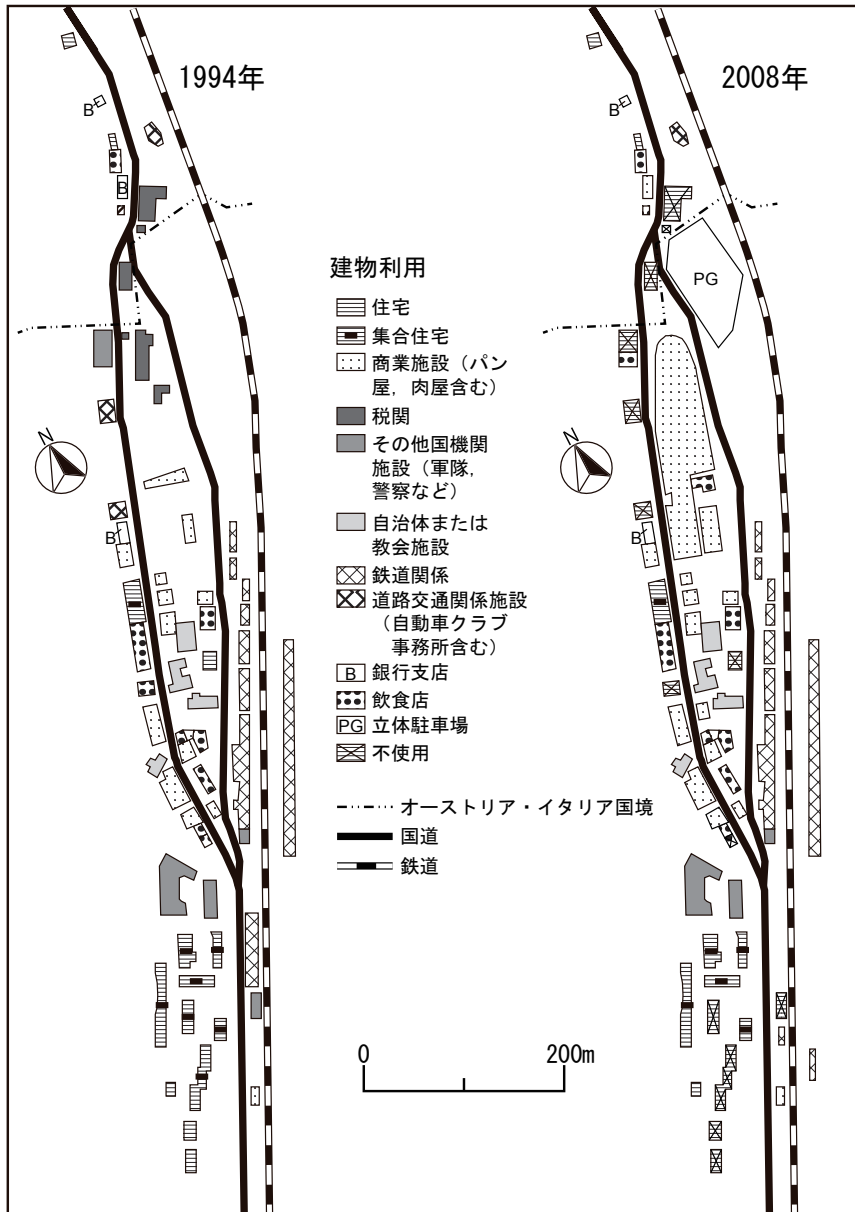 1994年
2008年
B
B
B
B
B
N
N
PG
建物利用
住宅
集合住宅
商業施設（パン
屋，肉屋含む）
税関
その他国機関
施設（軍隊，
警察など）
自治体または
教会施設
鉄道関係
道路交通関係施設
（自動車クラブ
事務所含む）
B 銀行支店
飲食店
PG 立体駐車場
不使用
オーストリア・イタリア国境
国道
鉄道
0 200m